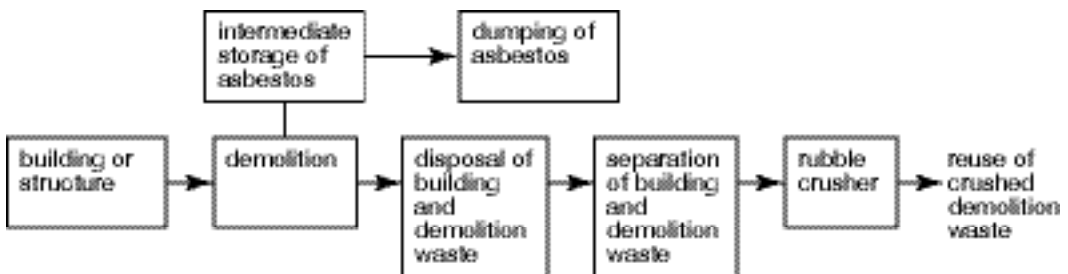 intermediate
storage of
asbestos
dumping of
asbestos
building or
structure
demolition
disposal of
building
and
demolition
waste
separation
of building
and
demolition
waste
rubble
crusher
reuse of
crushed
demolition
waste